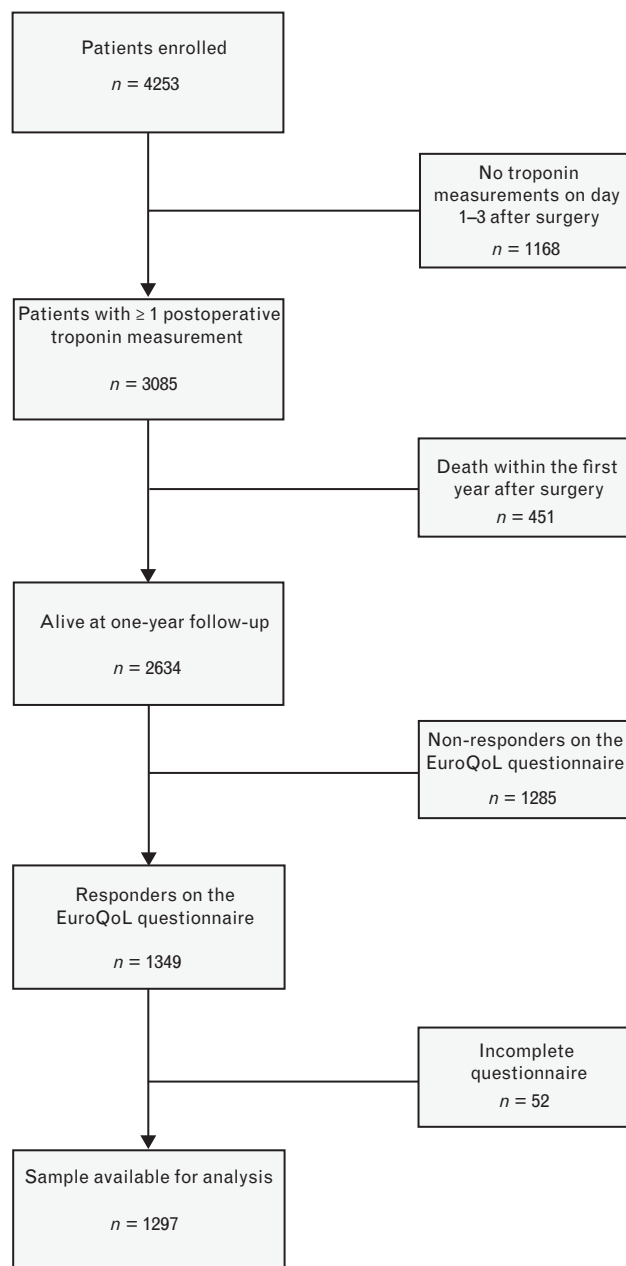 Patients enrolled
n = 4253
No troponin
measurements on day
1–3 after surgery
n = 1168
Patients with ≥ 1 postoperative
troponin measurement
n = 3085
Death within the first
year after surgery
n = 451
Alive at one-year follow-up
n = 2634
Non-responders on the
EuroQoL questionnaire
n = 1285
Responders on the
EuroQoL questionnaire
n = 1349
Incomplete
questionnaire
n = 52
Sample available for analysis
n = 1297